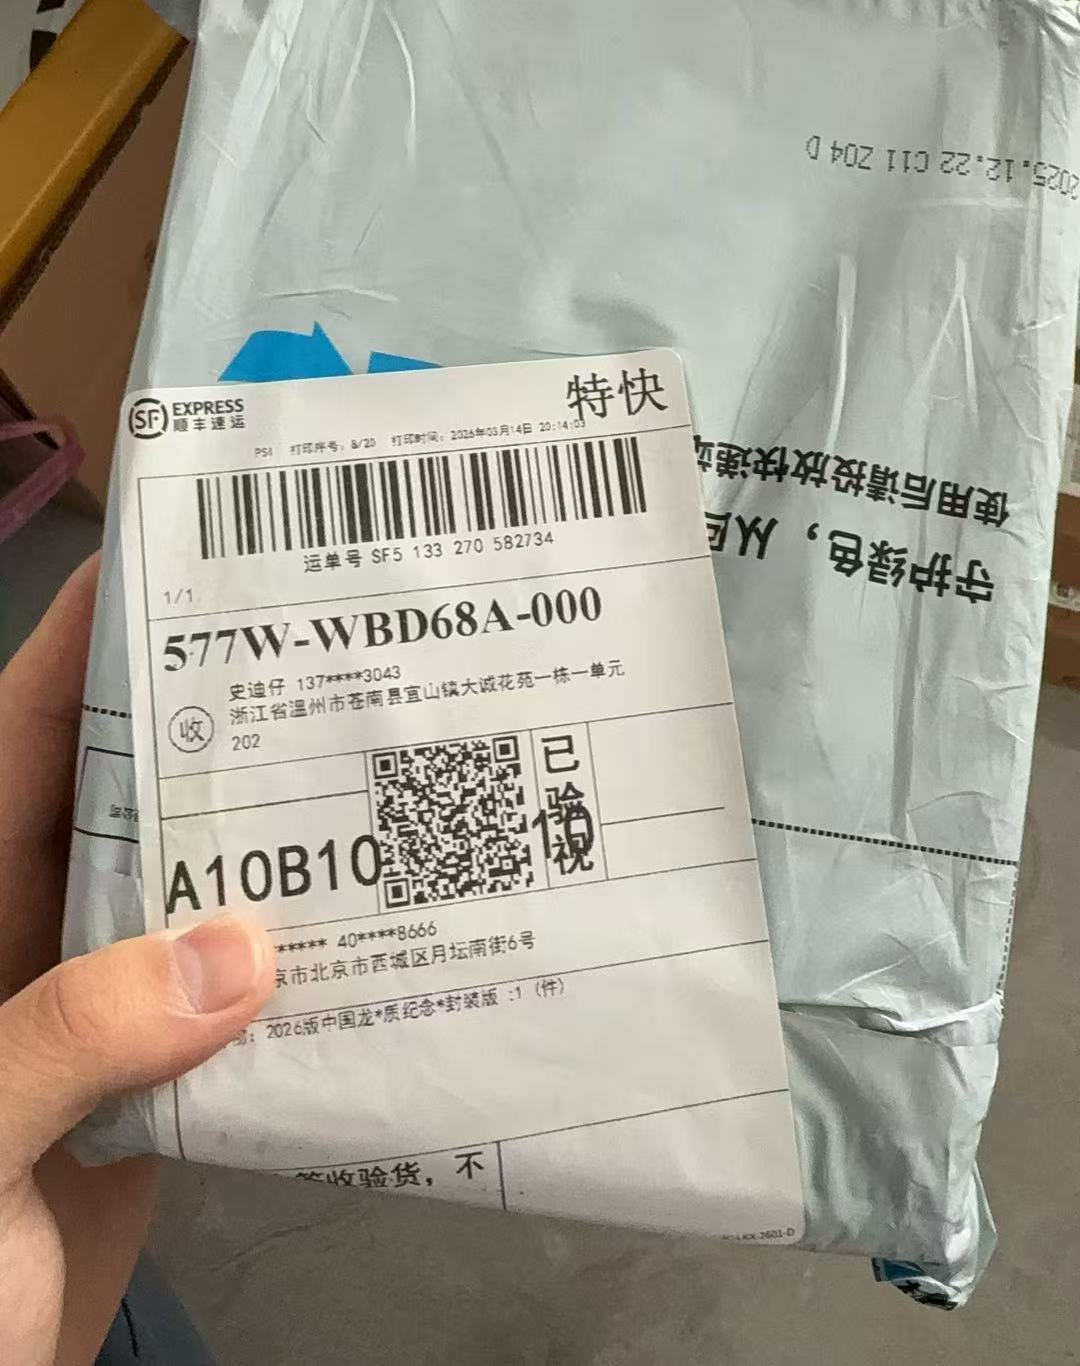 2025.12.22 C11 Z04 D
特快
SF EXPRESS
顺丰速运
PSI 打印序号：8/20 打印时间：2026年03月14日 20:14:03
使用后请投放快递
运单号 SF5 133 270 582734
守护绿色，从
1/1
577W-WBD68A-000
史迪仔 137****3043
收
浙江省温州市苍南县宜山镇大诚花苑一栋一单元
202
已验视
A10B10
10
****** 40****8666
京市北京市西城区月坛南街6号
2026版中国龙*质纪念*封装版 :1 (件)
签收验货，不